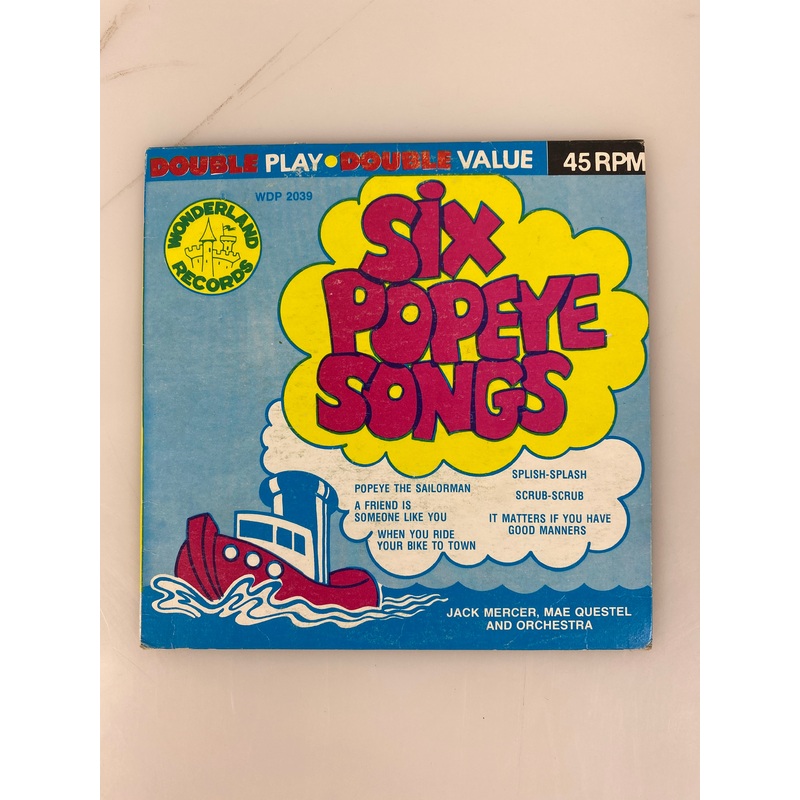 DOUBLE PLAY • DOUBLE VALUE 45 RPM
WDP 2039
WONDERLAND
RECORDS
SIX
POPEYE
SONGS
POPEYE THE SAILORMAN
A FRIEND IS
SOMEONE LIKE YOU
WHEN YOU RIDE
YOUR BIKE TO TOWN
SPLISH-SPLASH
SCRUB-SCRUB
IT MATTERS IF YOU HAVE
GOOD MANNERS
JACK MERCER, MAE QUESTEL
AND ORCHESTRA